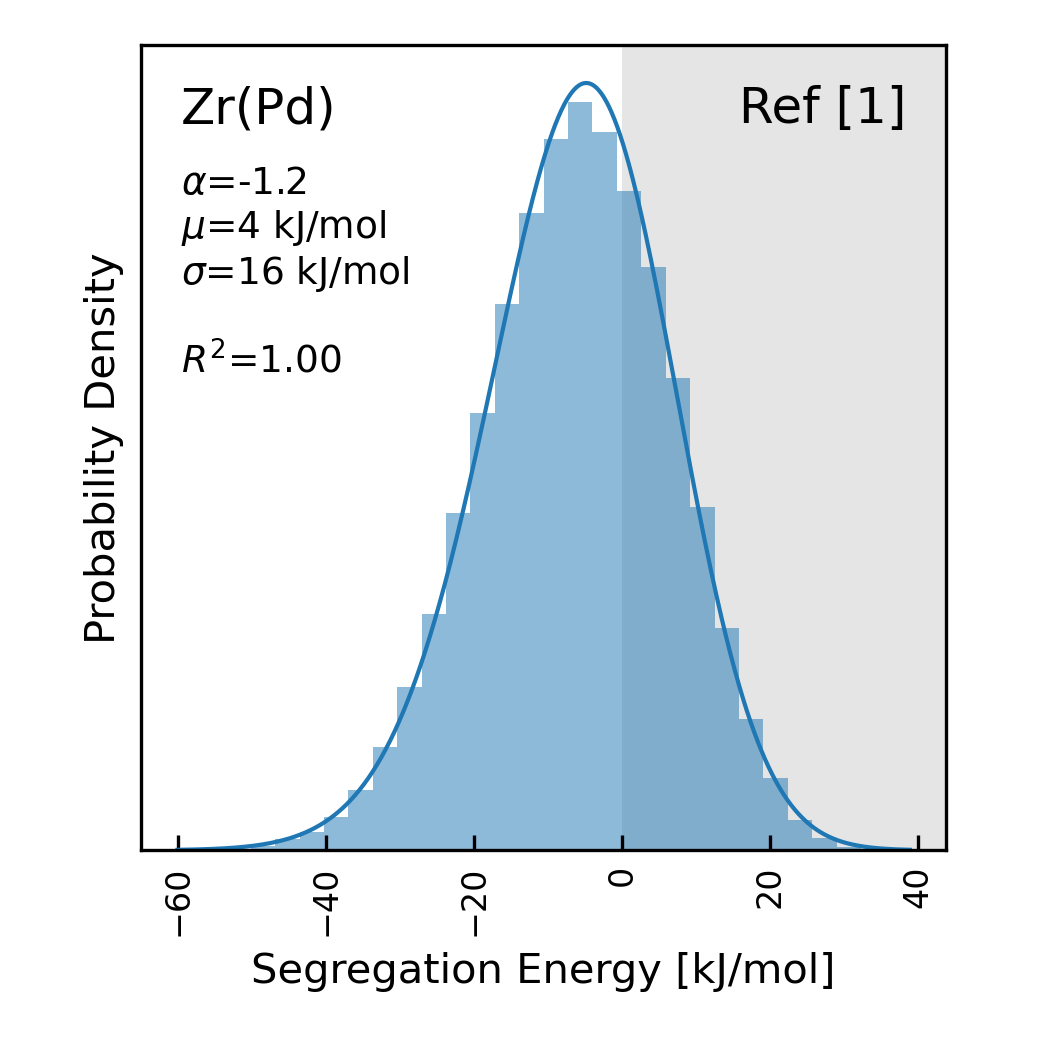 Zr(Pd)
Ref [1]
α=-1.2
μ=4 kJ/mol
σ=16 kJ/mol
R²=1.00
Probability Density
−60 −40 −20 0 20 40
Segregation Energy [kJ/mol]